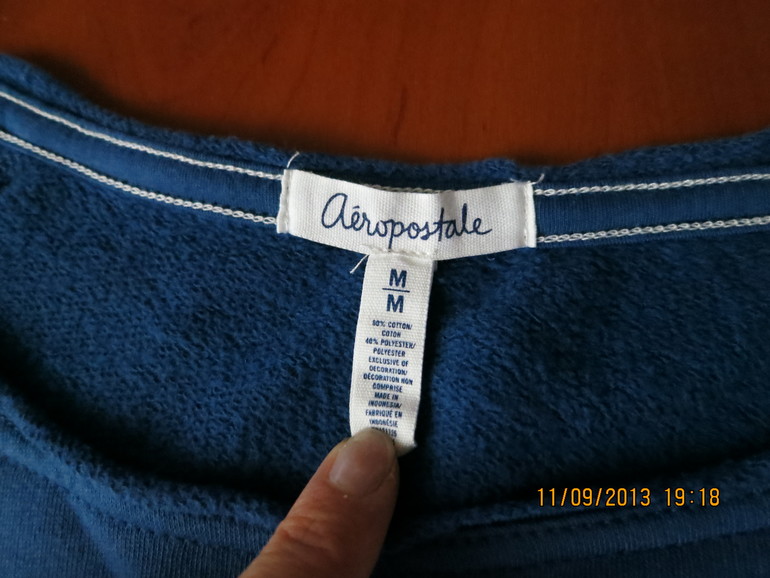 aéropostale
M
M
60% COTTON/
COTON
40% POLYESTER/
POLYESTER
EXCLUSIVE OF
DECORATION/
DÉCORATION NON
COMPRISE
MADE IN
INDONESIA/
FABRIQUÉ EN
INDONÉSIE
11/09/2013 19:18